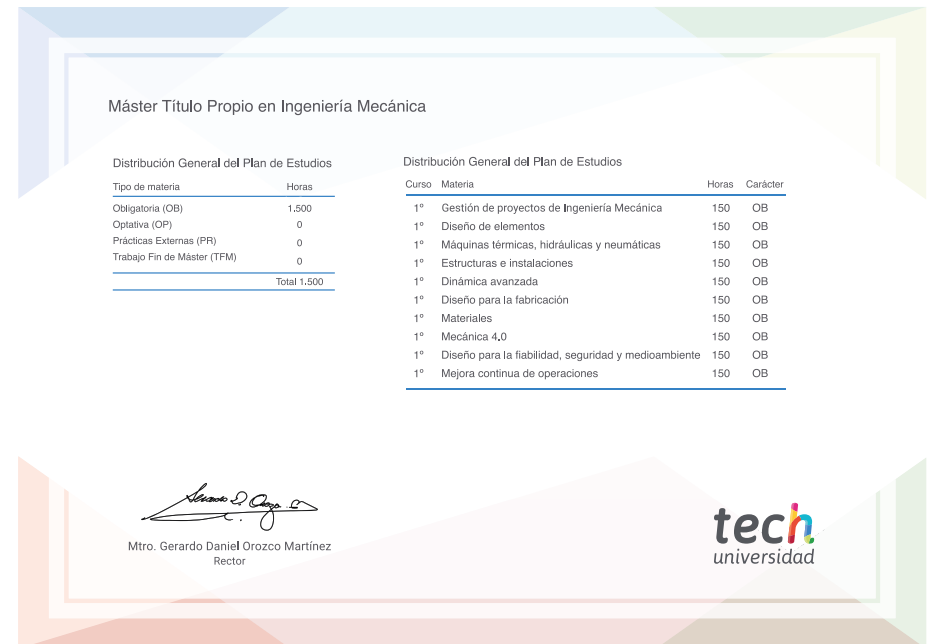 Máster Título Propio en Ingeniería Mecánica
Distribución General del Plan de Estudios
Tipo de materia Horas
Obligatoria (OB) 1.500
Optativa (OP) 0
Prácticas Externas (PR) 0
Trabajo Fin de Máster (TFM) 0
Total 1.500
Distribución General del Plan de Estudios
Curso Materia Horas Carácter
1º Gestión de proyectos de Ingeniería Mecánica 150 OB
1º Diseño de elementos 150 OB
1º Máquinas térmicas, hidráulicas y neumáticas 150 OB
1º Estructuras e instalaciones 150 OB
1º Dinámica avanzada 150 OB
1º Diseño para la fabricación 150 OB
1º Materiales 150 OB
1º Mecánica 4.0 150 OB
1º Diseño para la fiabilidad, seguridad y medioambiente 150 OB
1º Mejora continua de operaciones 150 OB
Mtro. Gerardo Daniel Orozco Martínez
Rector
tech
universidad